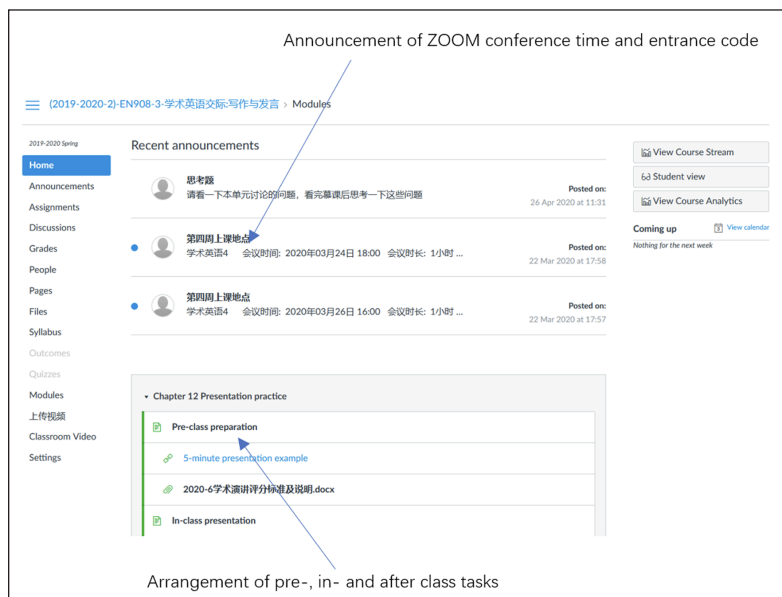 Announcement of ZOOM conference time and entrance code
(2019-2020-2)-EN908-3-学术英语交际:写作与发言 › Modules
2019-2020 Spring
Home
Announcements
Assignments
Discussions
Grades
People
Pages
Files
Syllabus
Outcomes
Quizzes
Modules
上传视频
Classroom Video
Settings
Recent announcements
思考题
请看一下本单元讨论的问题，看完慕课后思考一下这些问题
Posted on:
26 Apr 2020 at 11:31
第四周上课地点
学术英语4 会议时间: 2020年03月24日 18:00 会议时长: 1小时 ...
Posted on:
22 Mar 2020 at 17:58
第四周上课地点
学术英语4 会议时间: 2020年03月26日 16:00 会议时长: 1小时 ...
Posted on:
22 Mar 2020 at 17:57
Chapter 12 Presentation practice
Pre-class preparation
5-minute presentation example
2020-6学术演讲评分标准及说明.docx
In-class presentation
View Course Stream
Student view
View Course Analytics
Coming up
View calendar
Nothing for the next week
Arrangement of pre-, in- and after class tasks